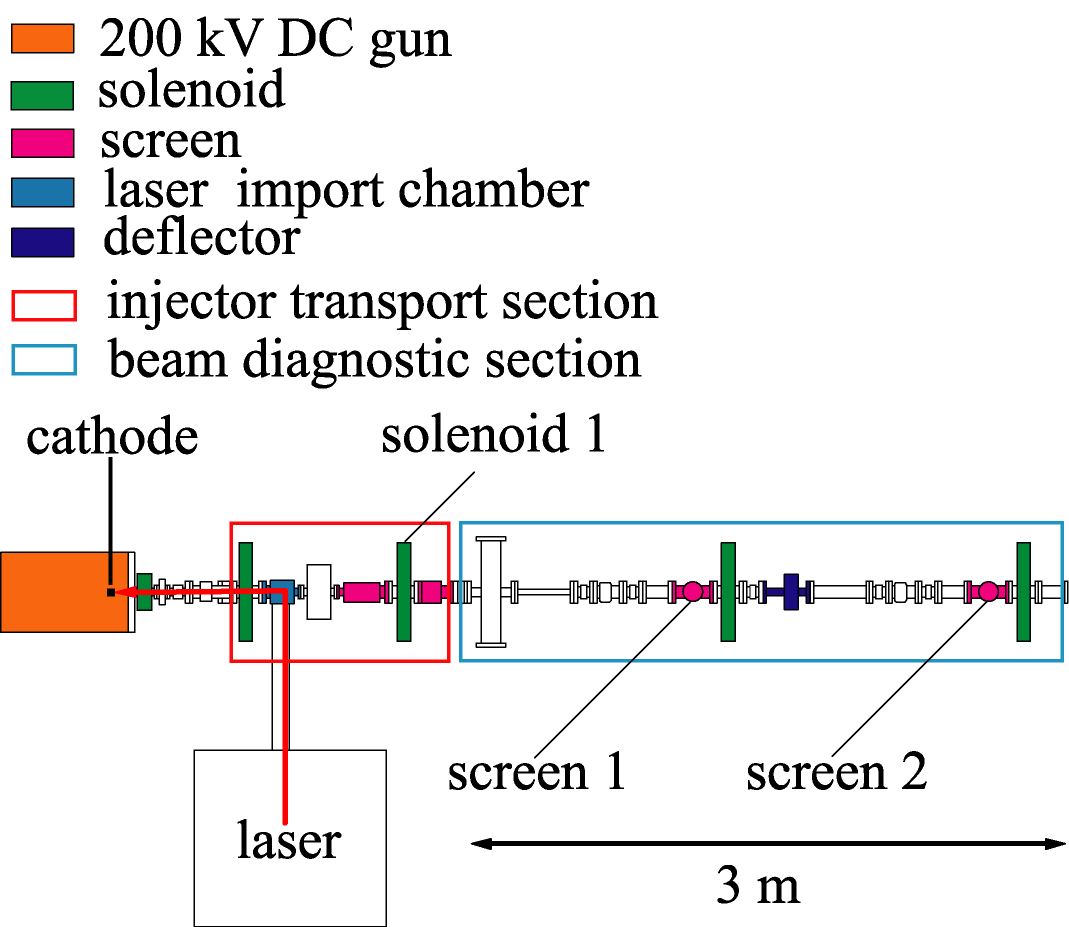 200 kV DC gun
solenoid
screen
laser import chamber
deflector
injector transport section
beam diagnostic section
cathode
solenoid 1
screen 1
screen 2
laser
3 m